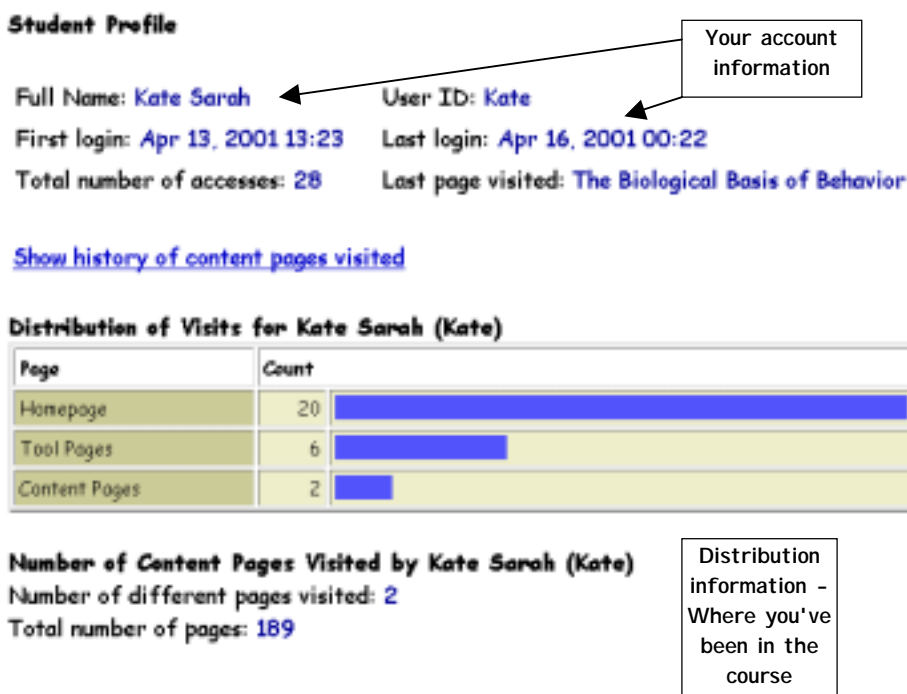 Student Profile
Your account
information
Full Name: Kate Sarah User ID: Kate
First login: Apr 13, 2001 13:23 Last login: Apr 16, 2001 00:22
Total number of accesses: 28 Last page visited: The Biological Basis of Behavior
Show history of content pages visited
Distribution of Visits for Kate Sarah (Kate)
Page Count
Homepage 20
Tool Pages 6
Content Pages 2
Number of Content Pages Visited by Kate Sarah (Kate)
Number of different pages visited: 2
Total number of pages: 189
Distribution
information –
Where you've
been in the
course